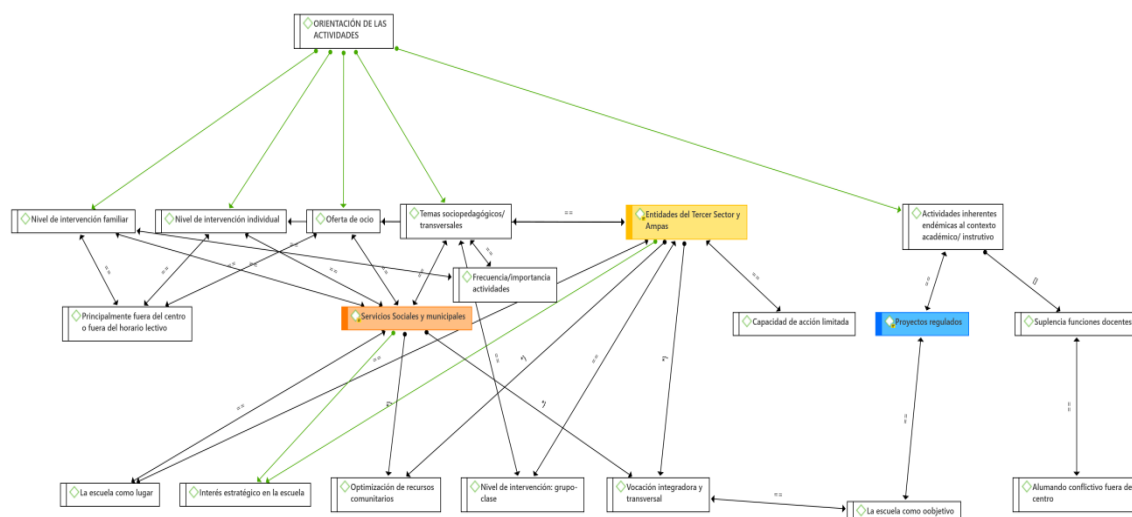 ORIENTACIÓN DE LAS
ACTIVIDADES
Nivel de intervención familiar
Nivel de intervención individual
Oferta de ocio
Temas sociopedagógicos/
transversales
Entidades del Tercer Sector y
Ampas
Actividades inherentes
endémicas al contexto
académico/ instrutivo
Frecuencia/importancia
actividades
Principalmente fuera del centro
o fuera del horario lectivo
Servicios Sociales y municipales
Capacidad de acción limitada
Proyectos regulados
Suplencia funciones docentes
La escuela como lugar
Interés estratégico en la escuela
Optimización de recursos
comunitarios
Nivel de intervención: grupo-
clase
Vocación integradora y
transversal
La escuela como oobjetivo
Alumando conflictivo fuera de
centro